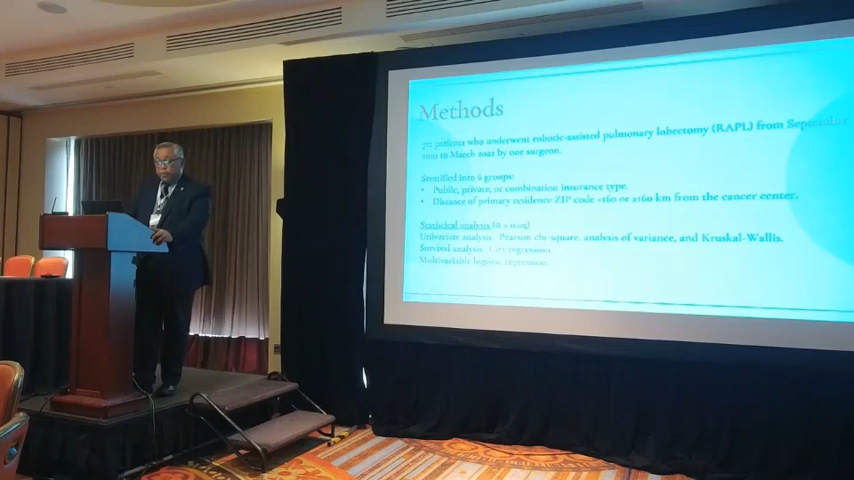 Methods
patients who underwent robotic-assisted pulmonary lobectomy (RAPL) from September
to March 2022 by one surgeon.
Stratified into 6 groups:
• Public, private, or combination insurance type.
• Distance of primary residence ZIP code <160 or ≥160 km from the cancer center.
Statistical analysis
Univariate analysis. Pearson chi-square, analysis of variance, and Kruskal-Wallis.
Survival analysis. Cox regression.
Multivariable logistic regression.